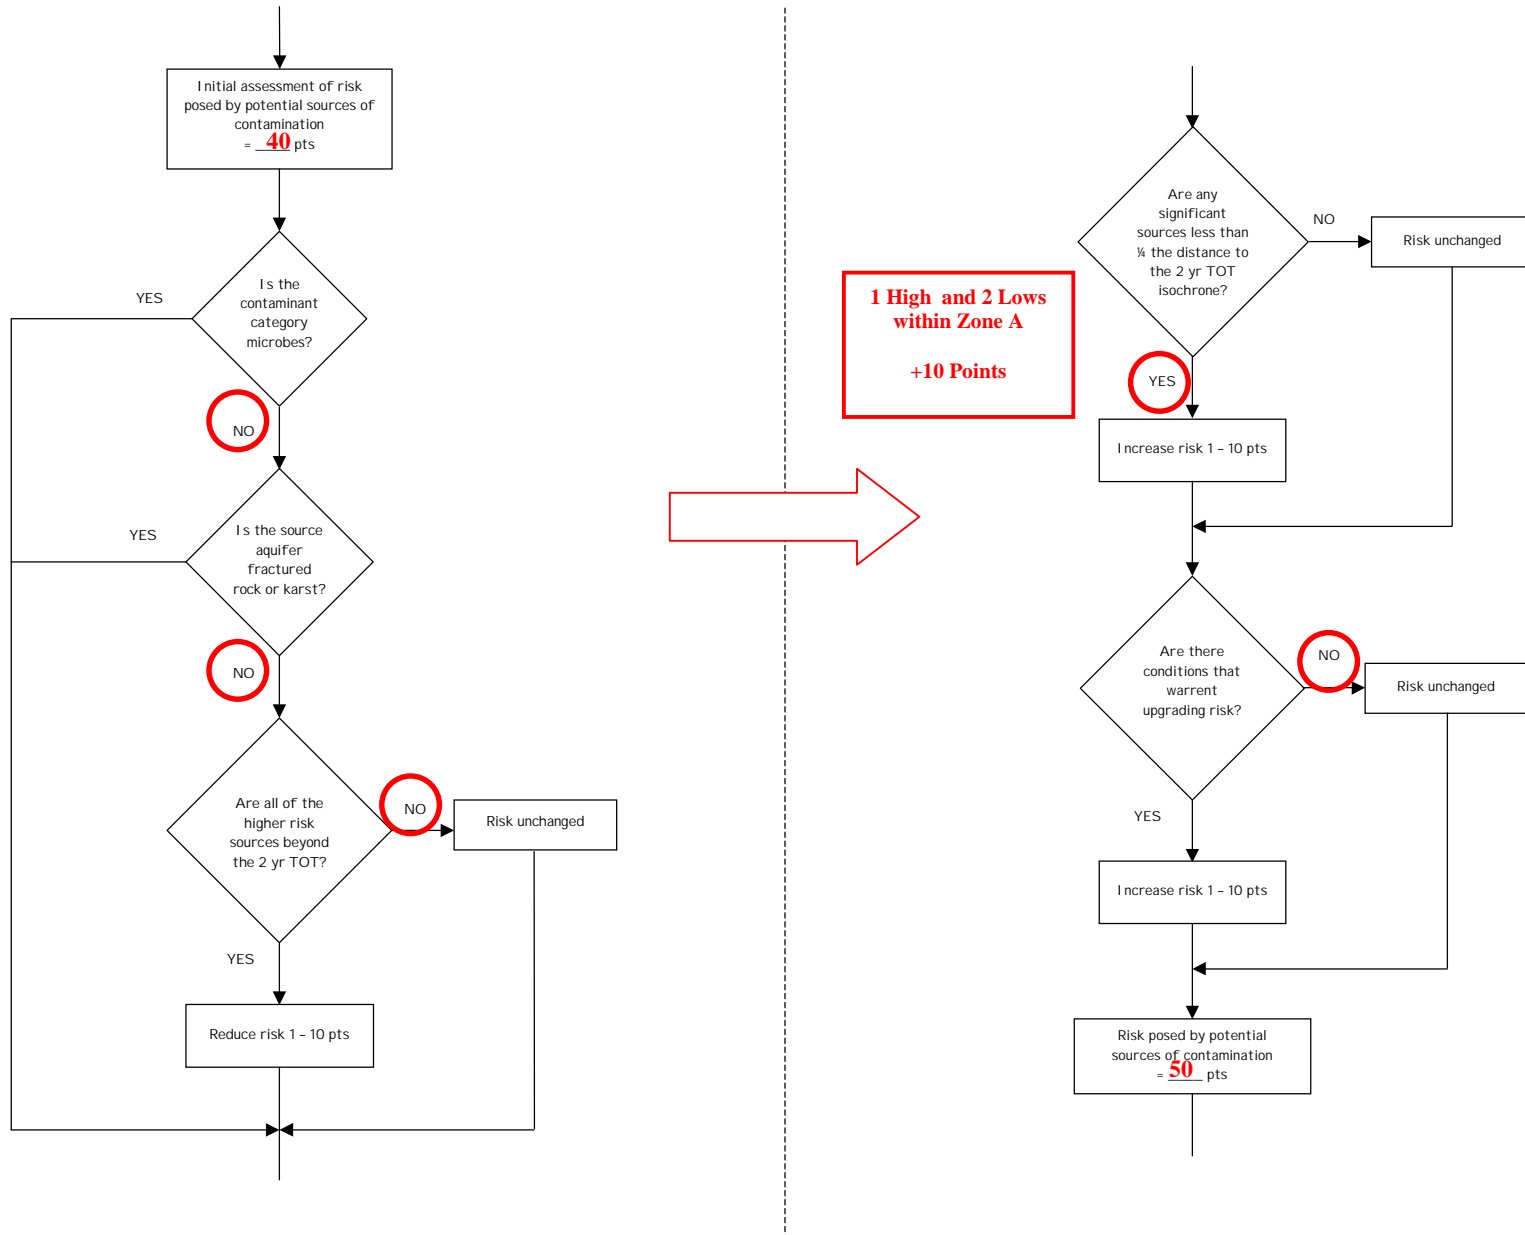 Initial assessment of risk
posed by potential sources of
contamination
= 40 pts
Is the
contaminant
category
microbes?
YES
NO
Is the source
aquifer
fractured
rock or karst?
YES
NO
Are all of the
higher risk
sources beyond
the 2 yr TOT?
NO
Risk unchanged
YES
Reduce risk 1 – 10 pts
Are any
significant
sources less than
¼ the distance to
the 2 yr TOT
isochrone?
NO
Risk unchanged
1 High and 2 Lows
within Zone A
+10 Points
YES
Increase risk 1 – 10 pts
Are there
conditions that
warrent
upgrading risk?
NO
Risk unchanged
YES
Increase risk 1 – 10 pts
Risk posed by potential
sources of contamination
= 50 pts